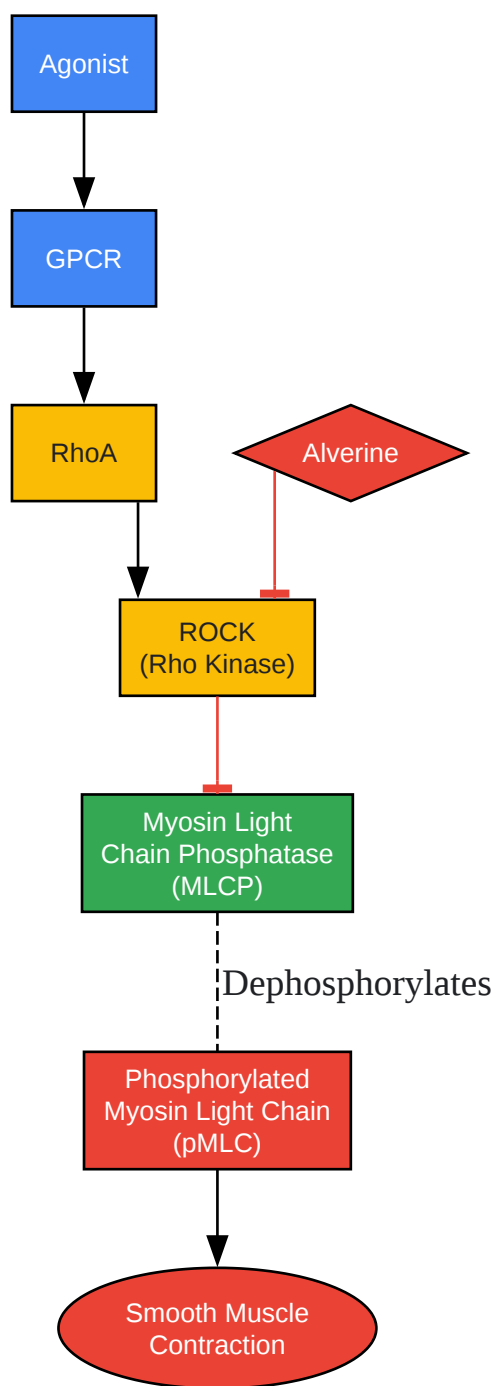 Agonist
GPCR
RhoA
Alverine
ROCK
(Rho Kinase)
Myosin Light
Chain Phosphatase
(MLCP)
Dephosphorylates
Phosphorylated
Myosin Light Chain
(pMLC)
Smooth Muscle
Contraction